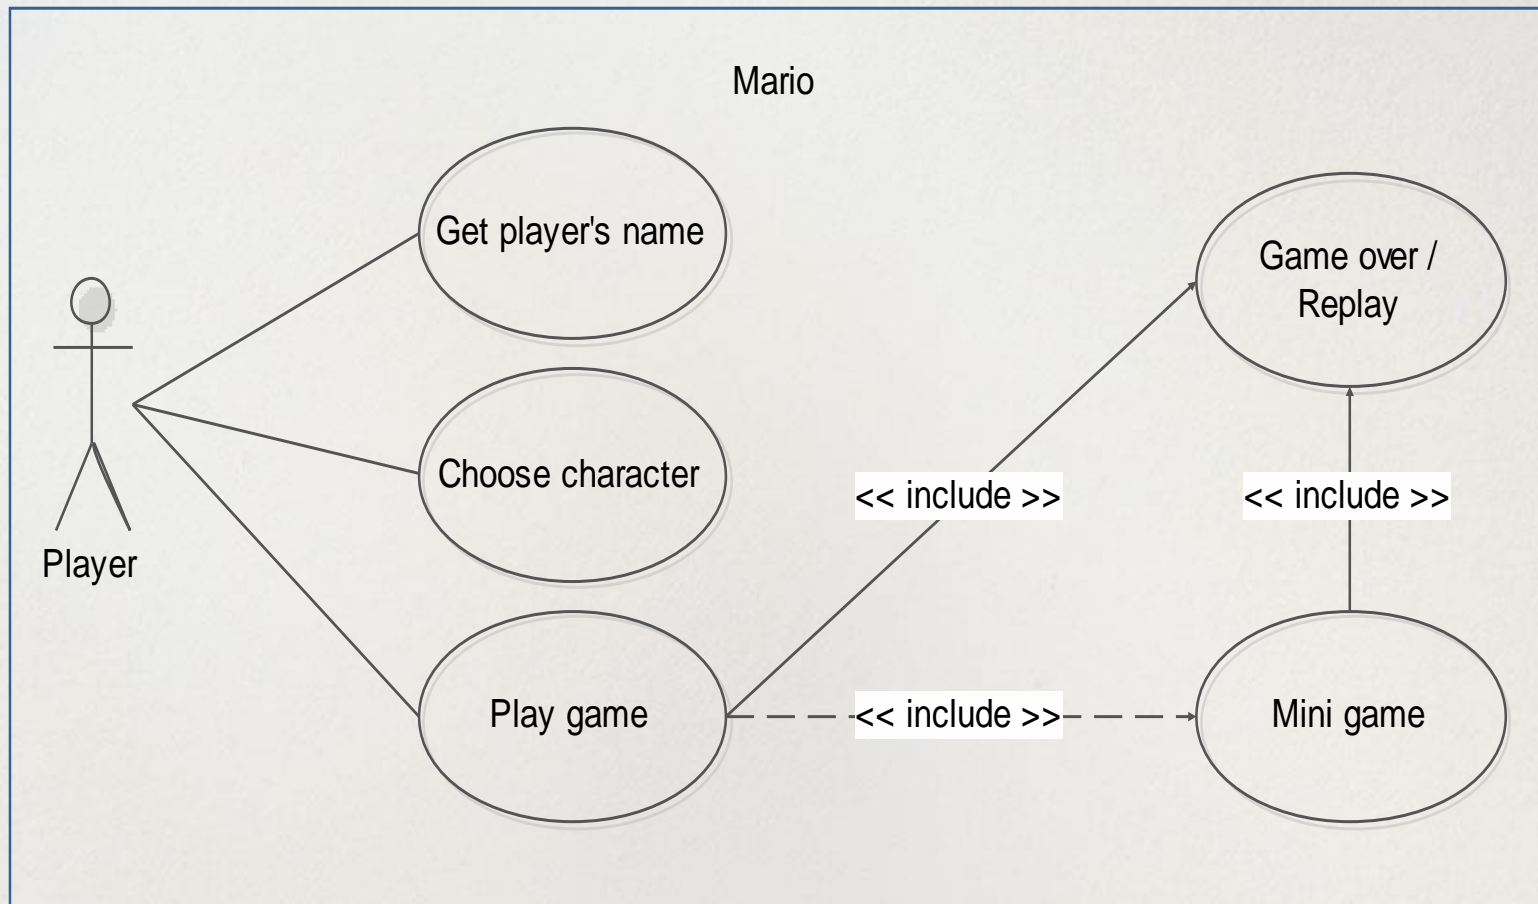 Mario
Get player's name
Game over /
Replay
Choose character
<< include >>
<< include >>
Player
Play game
<< include >>
Mini game